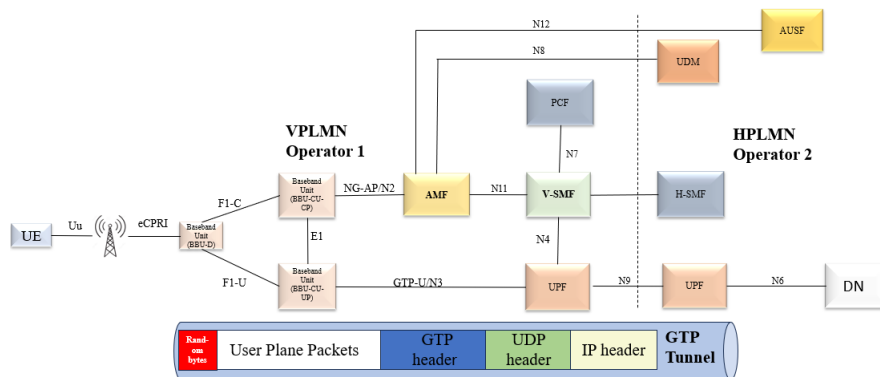 N12
AUSF
N8
UDM
PCF
VPLMN
Operator 1
HPLMN
Operator 2
N7
Baseband
Unit
(BBU-CU-
CP)
NG-AP/N2
AMF
N11
V-SMF
H-SMF
F1-C
Uu
eCPRI
UE
Baseband
Unit
(BBU-D)
E1
N4
F1-U
Baseband
Unit
(BBU-CU-
UP)
GTP-U/N3
UPF
N9
UPF
N6
DN
Rand-
om
bytes
User Plane Packets
GTP
header
UDP
header
IP header
GTP
Tunnel